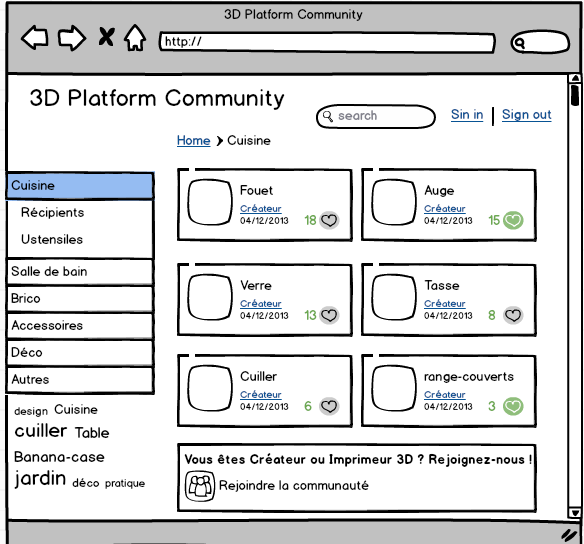 3D Platform Community
http://
3D Platform Community
search
Sin in | Sign out
Home > Cuisine
Cuisine
Récipients
Ustensiles
Salle de bain
Brico
Accessoires
Déco
Autres
design Cuisine
cuiller Table
Banana-case
jardin déco pratique
Fouet
Créateur
04/12/2013 18
Auge
Créateur
04/12/2013 15
Verre
Créateur
04/12/2013 13
Tasse
Créateur
04/12/2013 8
Cuiller
Créateur
04/12/2013 6
range-couverts
Créateur
04/12/2013 3
Vous êtes Créateur ou Imprimeur 3D ? Rejoignez-nous !
Rejoindre la communauté